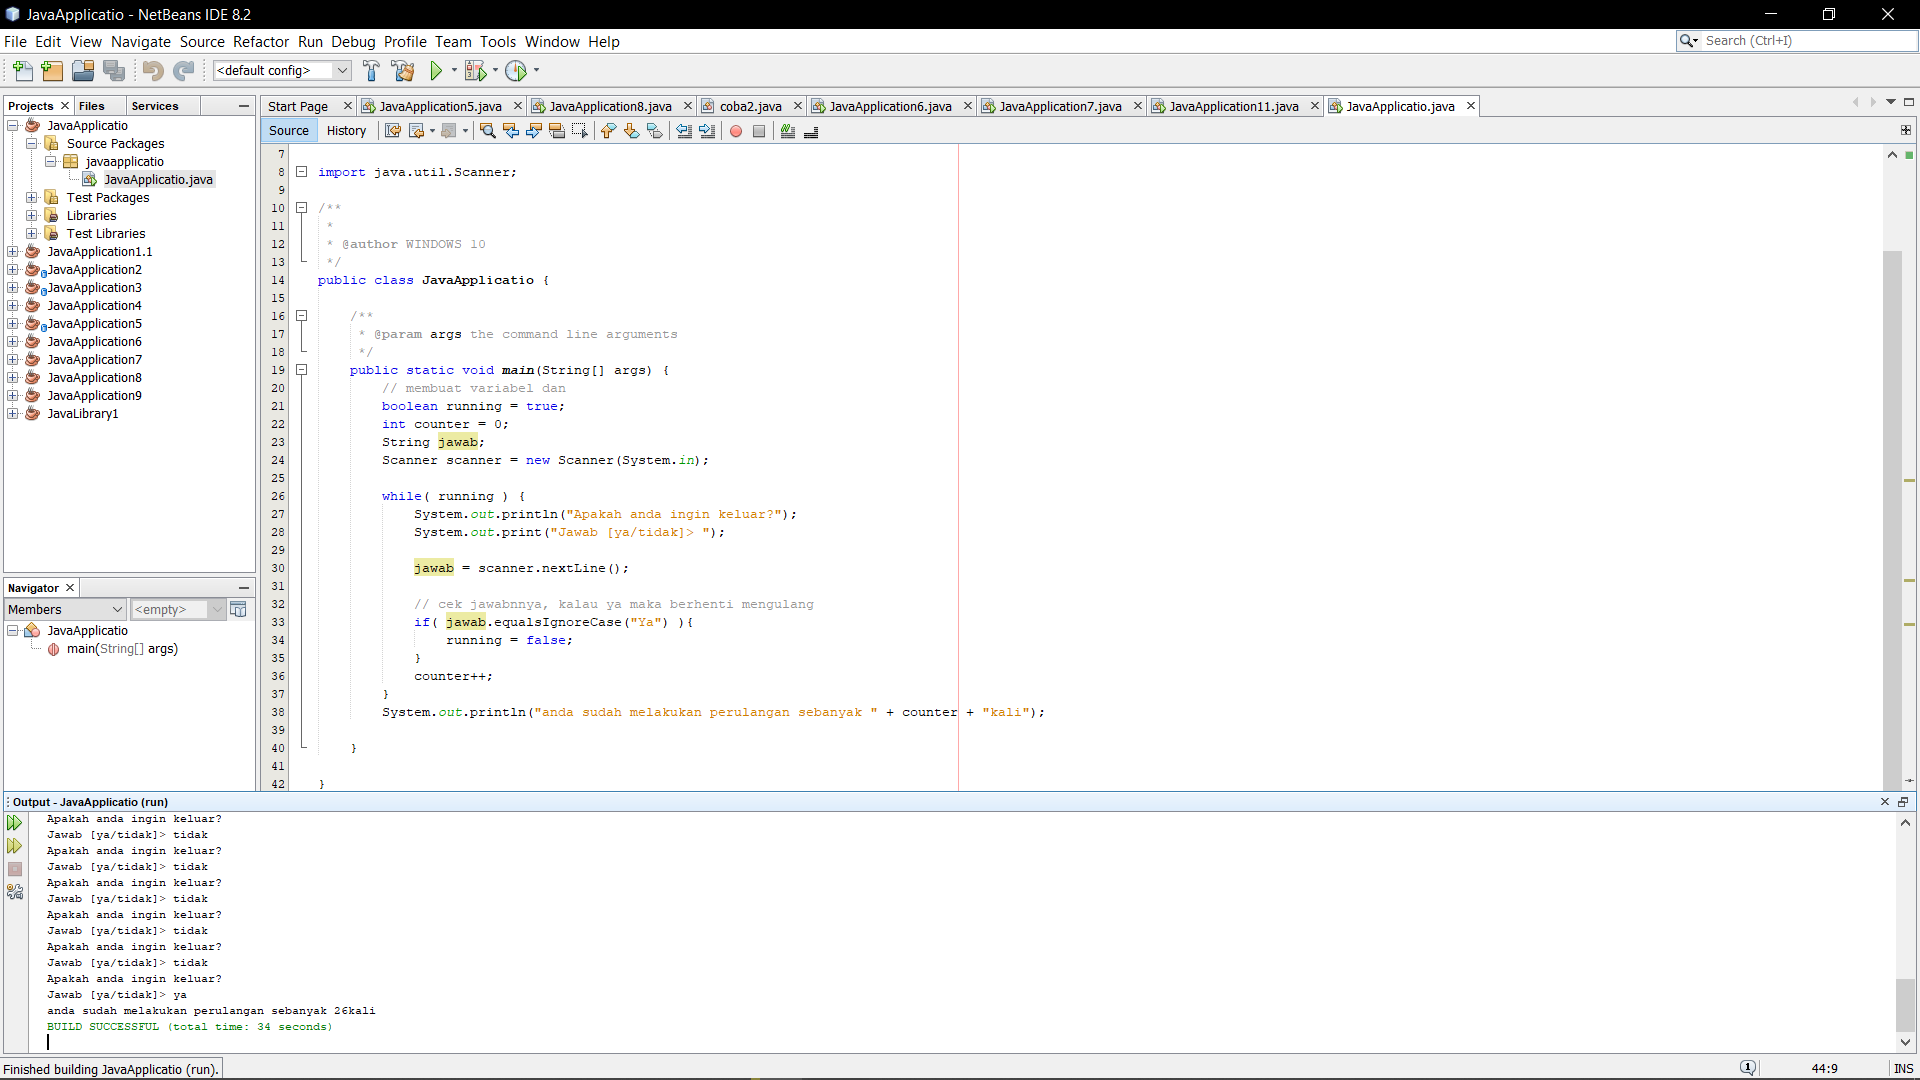 JavaApplicatio - NetBeans IDE 8.2
File Edit View Navigate Source Refactor Run Debug Profile Team Tools Window Help
Search (Ctrl+I)
<default config>
Projects Files Services
JavaApplicatio
Source Packages
javaapplicatio
JavaApplicatio.java
Test Packages
Libraries
Test Libraries
JavaApplication1.1
JavaApplication2
JavaApplication3
JavaApplication4
JavaApplication5
JavaApplication6
JavaApplication7
JavaApplication8
JavaApplication9
JavaLibrary1
Navigator
Members <empty>
JavaApplicatio
main(String[] args)
Start Page JavaApplication5.java JavaApplication8.java coba2.java JavaApplication6.java JavaApplication7.java JavaApplication11.java JavaApplicatio.java
Source History
7
8 import java.util.Scanner;
9
10 /**
11 *
12 * @author WINDOWS 10
13 */
14 public class JavaApplicatio {
15
16 /**
17 * @param args the command line arguments
18 */
19 public static void main(String[] args) {
20 // membuat variabel dan
21 boolean running = true;
22 int counter = 0;
23 String jawab;
24 Scanner scanner = new Scanner(System.in);
25
26 while( running ) {
27 System.out.println("Apakah anda ingin keluar?");
28 System.out.print("Jawab [ya/tidak]> ");
29
30 jawab = scanner.nextLine();
31
32 // cek jawabnnya, kalau ya maka berhenti mengulang
33 if( jawab.equalsIgnoreCase("Ya") ){
34 running = false;
35 }
36 counter++;
37 }
38 System.out.println("anda sudah melakukan perulangan sebanyak " + counter + "kali");
39
40 }
41
42 }
Output - JavaApplicatio (run)
Apakah anda ingin keluar?
Jawab [ya/tidak]> tidak
Apakah anda ingin keluar?
Jawab [ya/tidak]> tidak
Apakah anda ingin keluar?
Jawab [ya/tidak]> tidak
Apakah anda ingin keluar?
Jawab [ya/tidak]> tidak
Apakah anda ingin keluar?
Jawab [ya/tidak]> tidak
Apakah anda ingin keluar?
Jawab [ya/tidak]> ya
anda sudah melakukan perulangan sebanyak 26kali
BUILD SUCCESSFUL (total time: 34 seconds)
Finished building JavaApplicatio (run).
1 44:9 INS